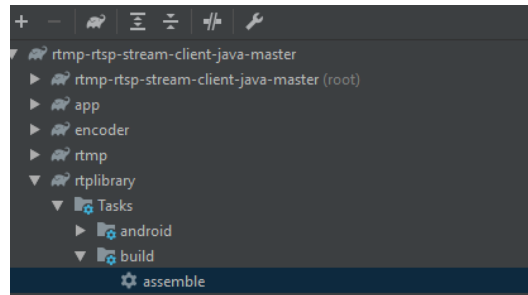 rtmp-rtsp-stream-client-java-master
rtmp-rtsp-stream-client-java-master (root)
app
encoder
rtmp
rtplibrary
Tasks
android
build
assemble